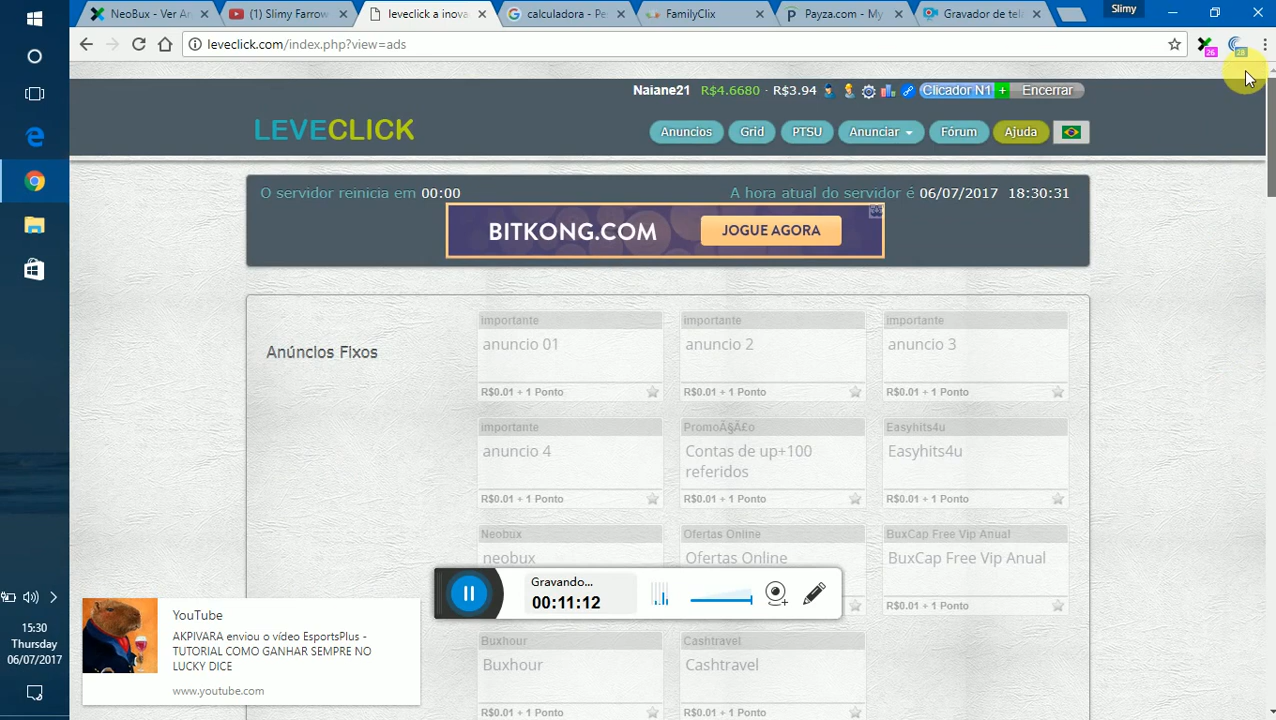 NeoBux - Ver An
(1) Slimy Farrow
leveclick a inova
calculadora - Pe
FamilyClix
Payza.com - My
Gravador de tel
Slimy
leveclick.com/index.php?view=ads
26
28
Naiane21 R$4.6680 · R$3.94 Clicador N1 + Encerrar
LEVECLICK
Anuncios Grid PTSU Anunciar Fórum Ajuda
O servidor reinicia em 00:00
A hora atual do servidor é 06/07/2017 18:30:31
BITKONG.COM JOGUE AGORA
Anúncios Fixos
importante
anuncio 01
R$0.01 + 1 Ponto
importante
anuncio 2
R$0.01 + 1 Ponto
importante
anuncio 3
R$0.01 + 1 Ponto
importante
anuncio 4
R$0.01 + 1 Ponto
PromoÃ§Ã£o
Contas de up+100
referidos
R$0.01 + 1 Ponto
Easyhits4u
Easyhits4u
R$0.01 + 1 Ponto
Neobux
neobux
Ofertas Online
Ofertas Online
BuxCap Free Vip Anual
BuxCap Free Vip Anual
R$0.01 + 1 Ponto
Gravando...
00:11:12
Buxhour
Buxhour
R$0.01 + 1 Ponto
Cashtravel
Cashtravel
R$0.01 + 1 Ponto
YouTube
AKPIVARA enviou o vídeo EsportsPlus -
TUTORIAL COMO GANHAR SEMPRE NO
LUCKY DICE
www.youtube.com
15:30
Thursday
06/07/2017